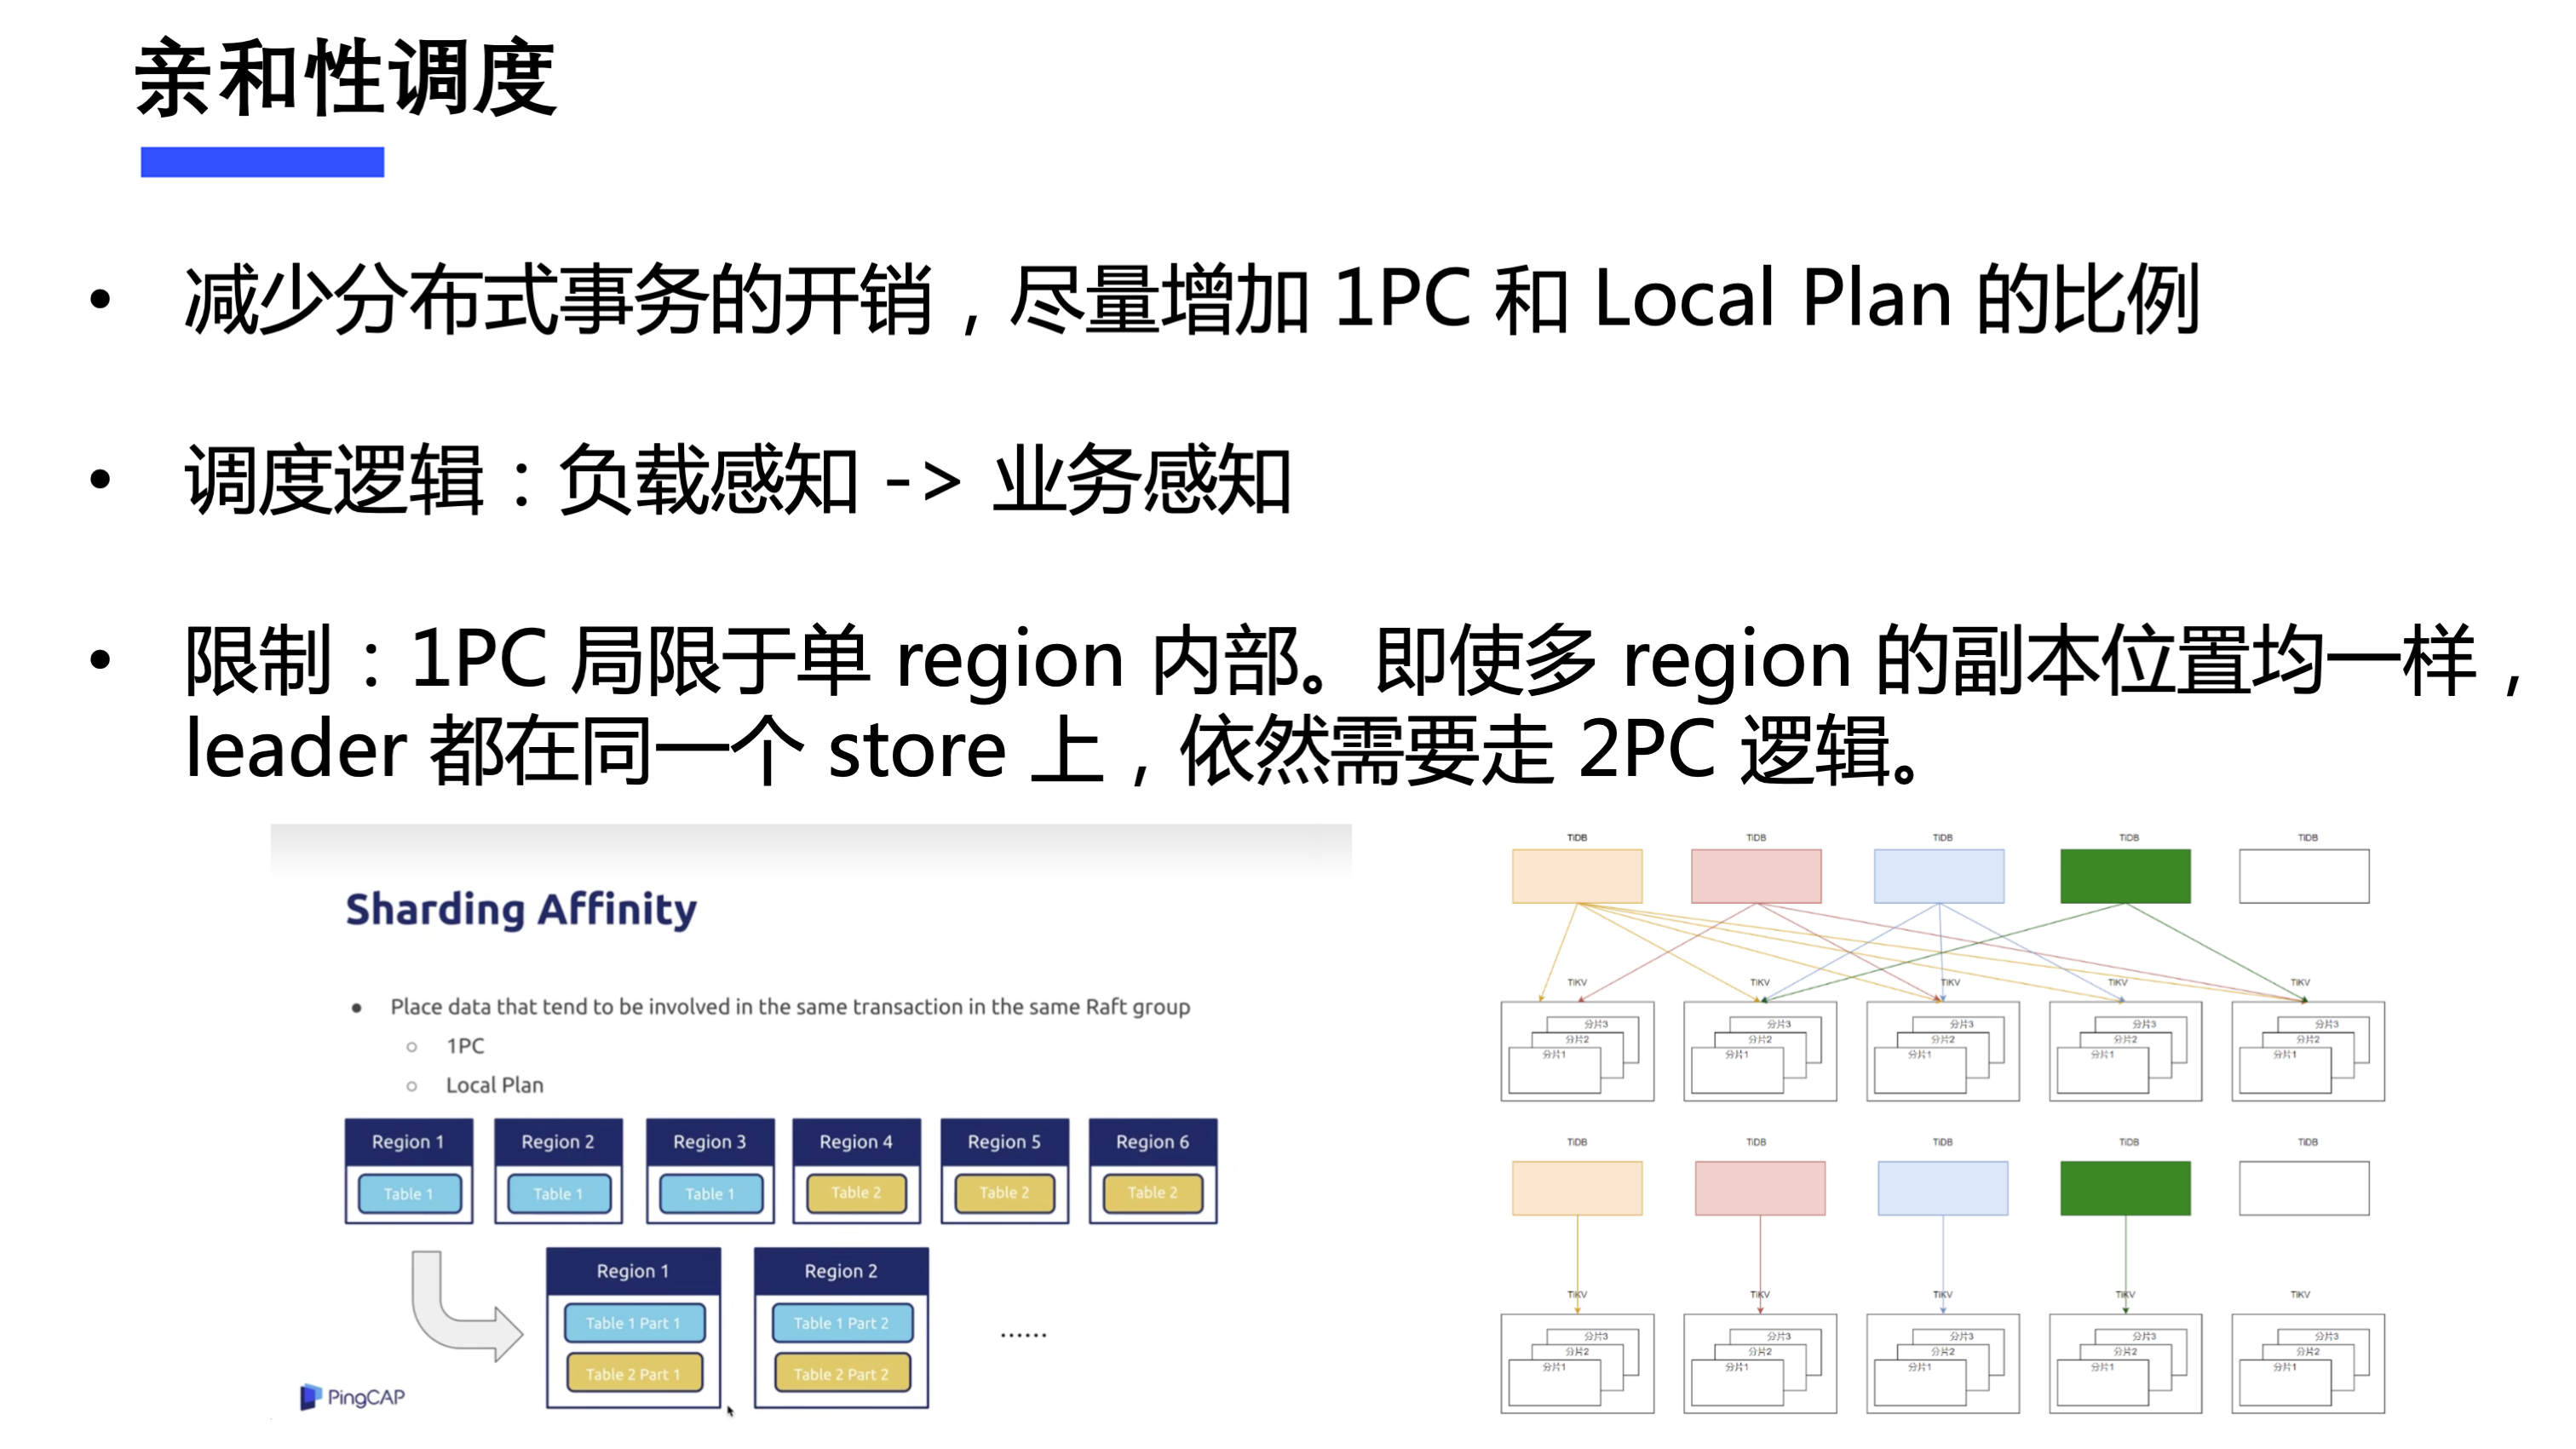 亲和性调度
• 减少分布式事务的开销，尽量增加 1PC 和 Local Plan 的比例
• 调度逻辑：负载感知 -> 业务感知
• 限制：1PC 局限于单 region 内部。即使多 region 的副本位置均一样，
leader 都在同一个 store 上，依然需要走 2PC 逻辑。
Sharding Affinity
● Place data that tend to be involved in the same transaction in the same Raft group
○ 1PC
○ Local Plan
Region 1 Region 2 Region 3 Region 4 Region 5 Region 6
Table 1 Table 1 Table 1 Table 2 Table 2 Table 2
Region 1 Region 2
Table 1 Part 1 Table 1 Part 2
......
Table 2 Part 1 Table 2 Part 2
PingCAP
TiDB TiDB TiDB TiDB TiDB
TiKV TiKV TiKV TiKV TiKV
分片3 分片3 分片3 分片3 分片3
分片2 分片2 分片2 分片2 分片2
分片1 分片1 分片1 分片1 分片1
TiDB TiDB TiDB TiDB TiDB
TiKV TiKV TiKV TiKV TiKV
分片3 分片3 分片3 分片3 分片3
分片2 分片2 分片2 分片2 分片2
分片1 分片1 分片1 分片1 分片1